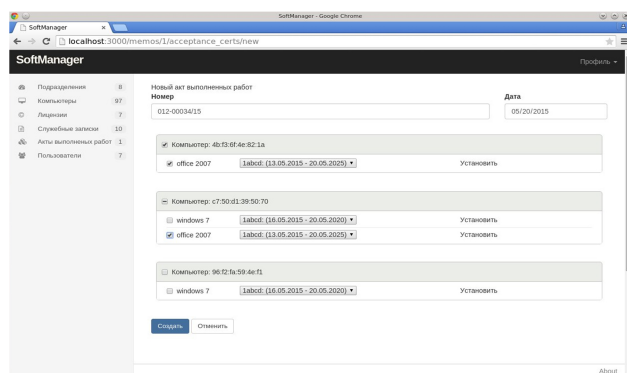 SoftManager - Google Chrome
SoftManager ×
localhost:3000/memos/1/acceptance_certs/new
SoftManager Профиль
Подразделения 8
Компьютеры 97
Лицензии 7
Служебные записки 10
Акты выполненых работ 1
Пользователи 7
Новый акт выполненных работ
Номер Дата
012-00034/15 05/20/2015
Компьютер: 4b:f3:6f:4e:82:1a
office 2007 1abcd: (13.05.2015 - 20.05.2025) Установить
Компьютер: c7:50:d1:39:50:70
windows 7 1abcd: (16.05.2015 - 20.05.2020) Установить
office 2007 1abcd: (13.05.2015 - 20.05.2025) Установить
Компьютер: 96:f2:fa:59:4e:f1
windows 7 1abcd: (16.05.2015 - 20.05.2020) Установить
Создать Отменить
About